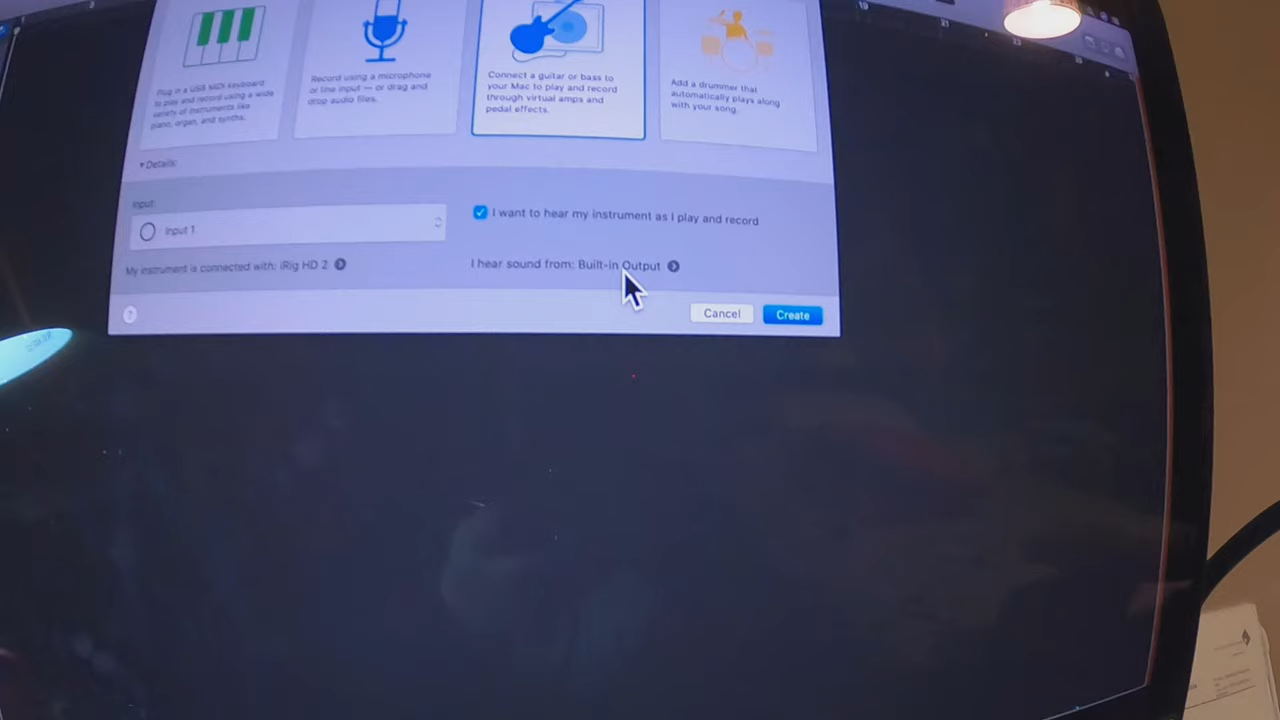 Plug in a USB MIDI keyboard
to play and record using a wide
variety of instruments like
piano, organ, and synths.
Record using a microphone
or line input — or drag and
drop audio files.
Connect a guitar or bass to
your Mac to play and record
through virtual amps and
pedal effects.
Add a drummer that
automatically plays along
with your song.
Details:
Input:
Input 1
I want to hear my instrument as I play and record
My instrument is connected with: iRig HD 2
I hear sound from: Built-in Output
?
Cancel
Create